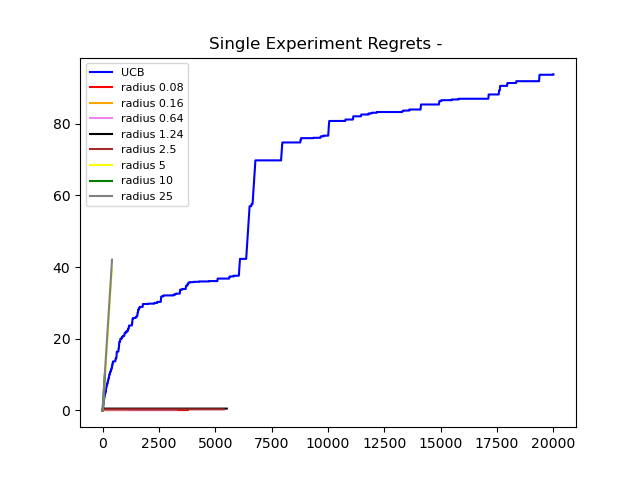 Single Experiment Regrets -
UCB
radius 0.08
radius 0.16
radius 0.64
radius 1.24
radius 2.5
radius 5
radius 10
radius 25
80
60
40
20
0
0 2500 5000 7500 10000 12500 15000 17500 20000